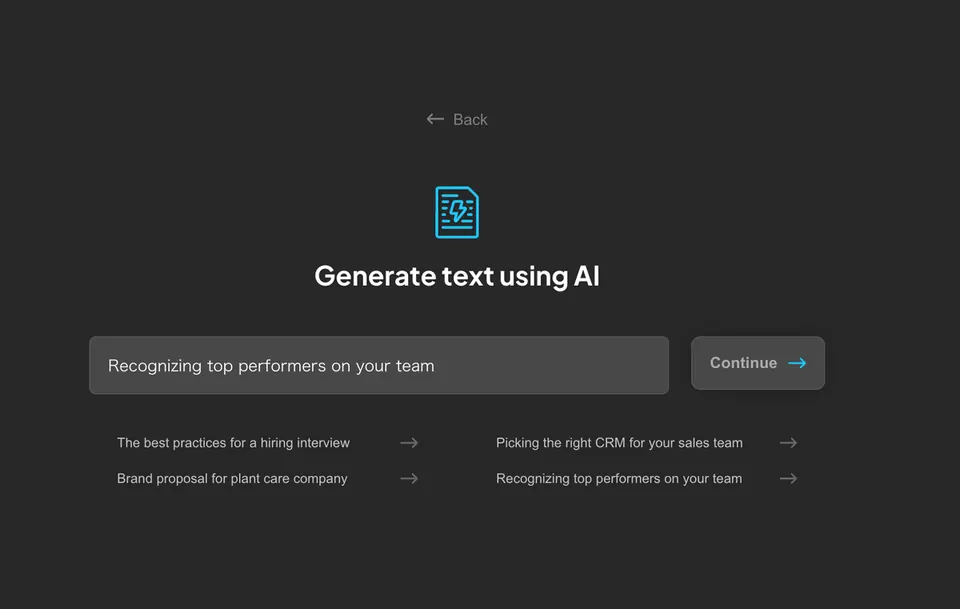 Back
Generate text using AI
Recognizing top performers on your team
Continue
The best practices for a hiring interview
Picking the right CRM for your sales team
Brand proposal for plant care company
Recognizing top performers on your team